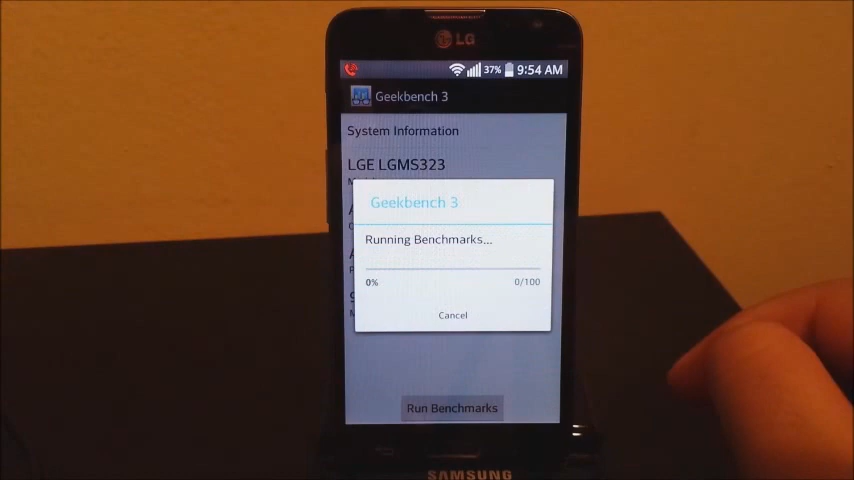 LG
37% 9:54 AM
Geekbench 3
System Information
LGE LGMS323
Geekbench 3
Running Benchmarks...
0% 0/100
Cancel
Run Benchmarks
SAMSUNG